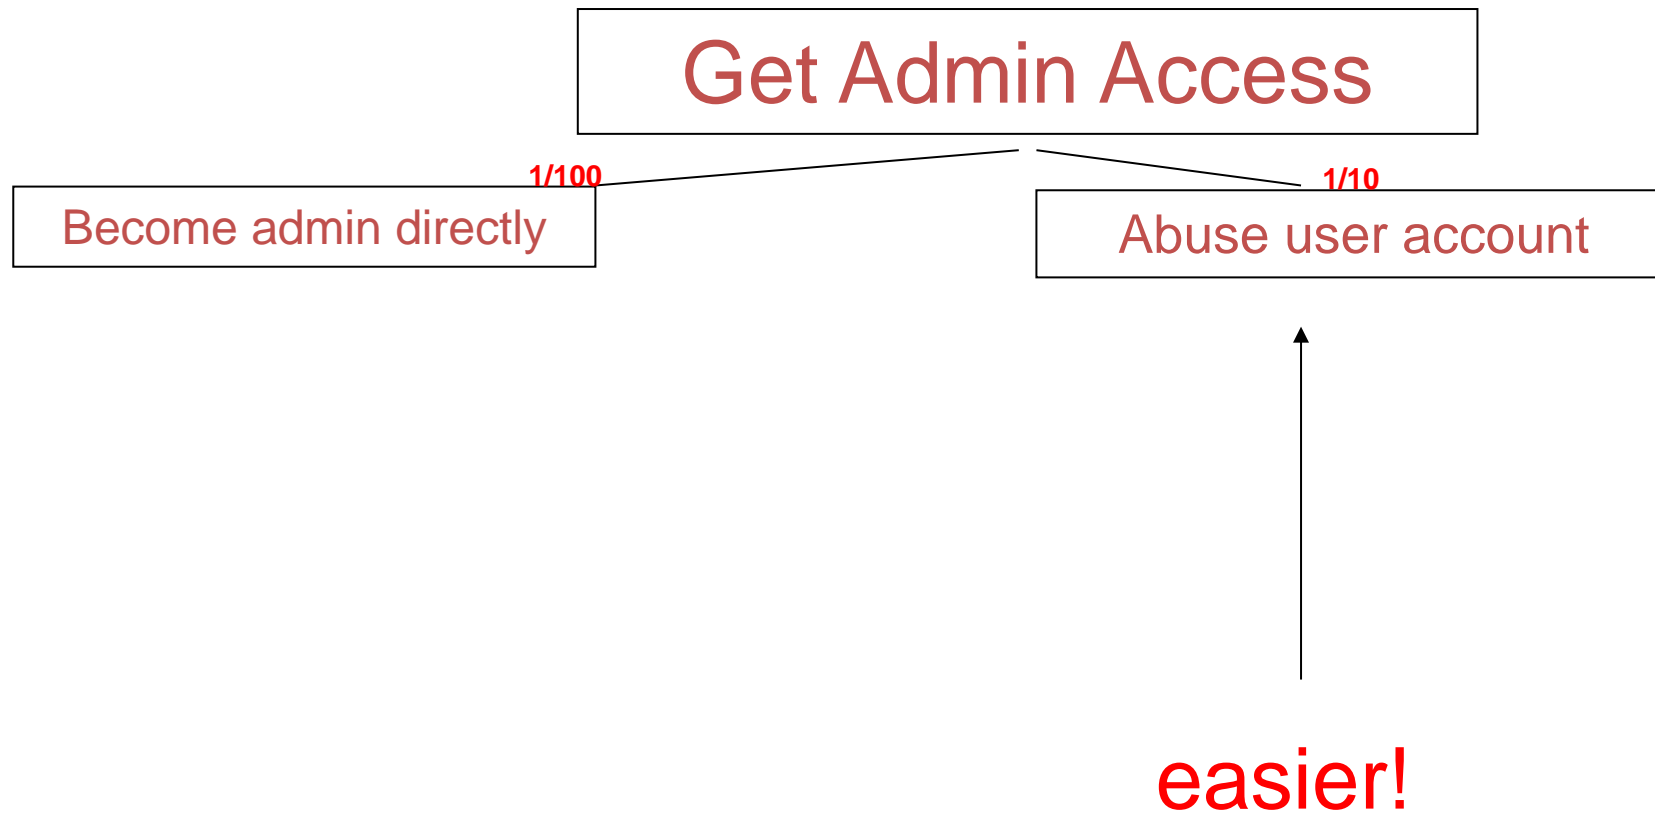 Get Admin Access
1/100
1/10
Become admin directly
Abuse user account
easier!